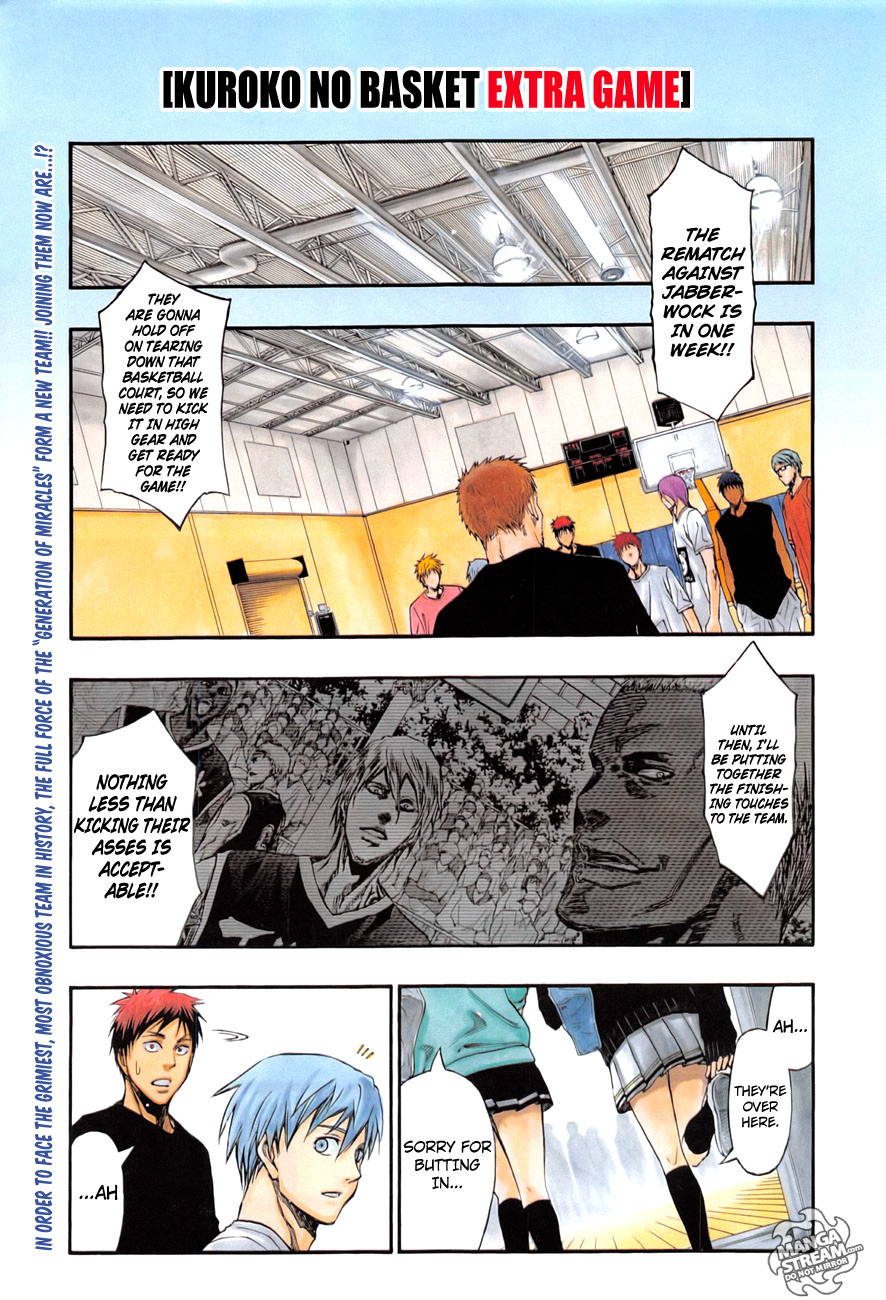 [KUROKO NO BASKET EXTRA GAME]
IN ORDER TO FACE THE GRIMIEST, MOST OBNOXIOUS TEAM IN HISTORY, THE FULL FORCE OF THE "GENERATION OF MIRACLES" FORM A NEW TEAM!! JOINING THEM NOW ARE...!?
THE
REMATCH
AGAINST
JABBER-
WOCK IS
IN ONE
WEEK!!
THEY
ARE GONNA
HOLD OFF
ON TEARING
DOWN THAT
BASKETBALL
COURT, SO WE
NEED TO KICK
IT IN HIGH
GEAR AND
GET READY
FOR THE
GAME!!
UNTIL
THEN, I'LL
BE PUTTING
TOGETHER
THE FINISH-
ING TOUCHES
TO THE TEAM.
NOTHING
LESS THAN
KICKING THEIR
ASSES IS
ACCEPT-
ABLE!!
AH...
THEY'RE
OVER
HERE.
SORRY FOR
BUTTING
IN...
...AH
MANGA
STREAM.com
DO NOT MIRROR